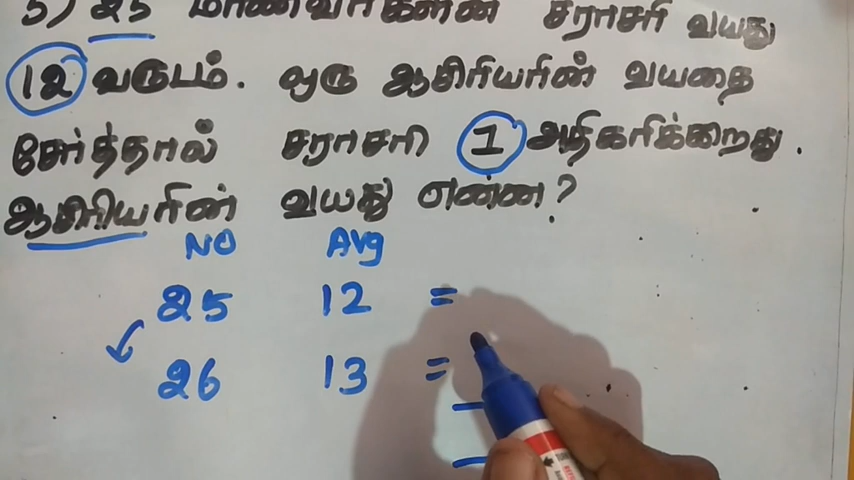 5) 25 மாணவர்களின் சராசரி வயது
12 வருடம். ஒரு ஆசிரியரின் வயதை
சேர்த்தால் சராசரி 1 அதிகரிக்கிறது.
ஆசிரியரின் வயது என்ன?
NO Avg
25 12 =
26 13 =